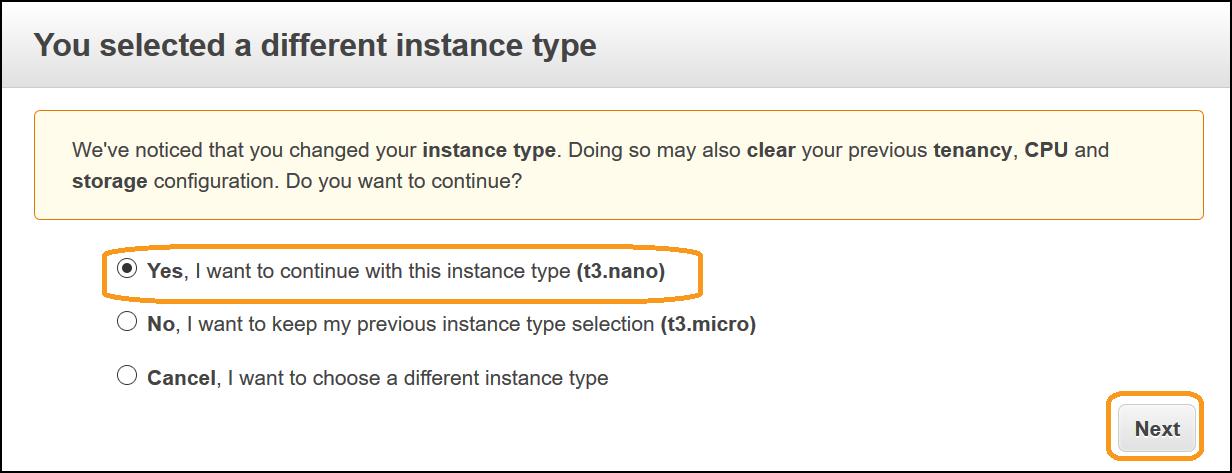 You selected a different instance type
We've noticed that you changed your instance type. Doing so may also clear your previous tenancy, CPU and
storage configuration. Do you want to continue?
Yes, I want to continue with this instance type (t3.nano)
No, I want to keep my previous instance type selection (t3.micro)
Cancel, I want to choose a different instance type
Next